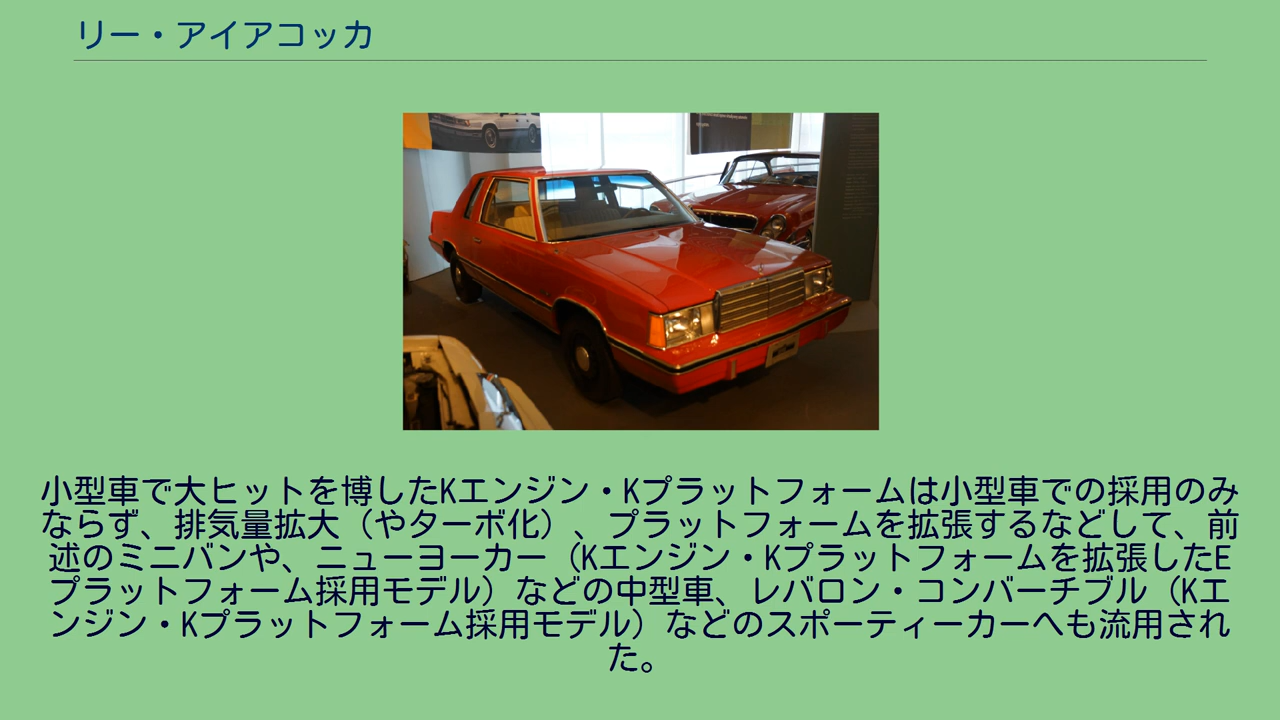 リー・アイアコッカ
小型車で大ヒットを博したKエンジン・Kプラットフォームは小型車での採用のみ
ならず、排気量拡大（やターボ化）、プラットフォームを拡張するなどして、前
述のミニバンや、ニューヨーカー（Kエンジン・Kプラットフォームを拡張したE
プラットフォーム採用モデル）などの中型車、レバロン・コンバーチブル（Kエ
ンジン・Kプラットフォーム採用モデル）などのスポーティーカーへも流用され
た。